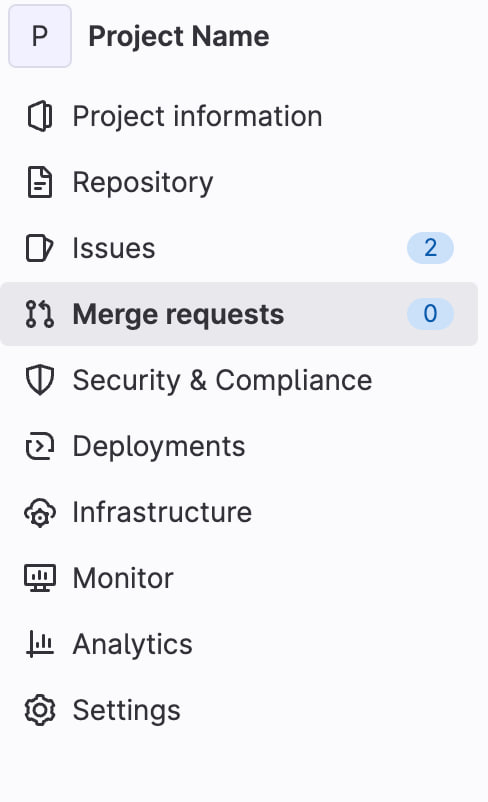 P Project Name
Project information
Repository
Issues 2
Merge requests 0
Security & Compliance
Deployments
Infrastructure
Monitor
Analytics
Settings